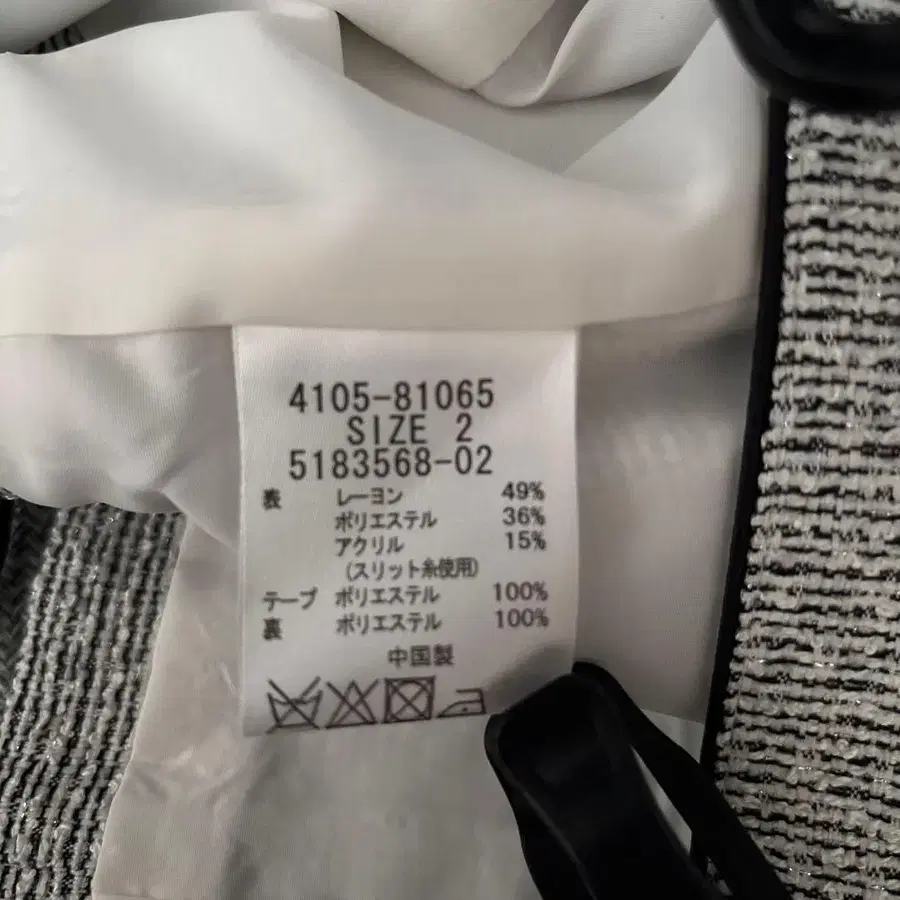 4105-81065
SIZE 2
5183568-02
表 レーヨン 49%
ポリエステル 36%
アクリル 15%
(スリット糸使用)
テープ ポリエステル 100%
裏 ポリエステル 100%
中国製